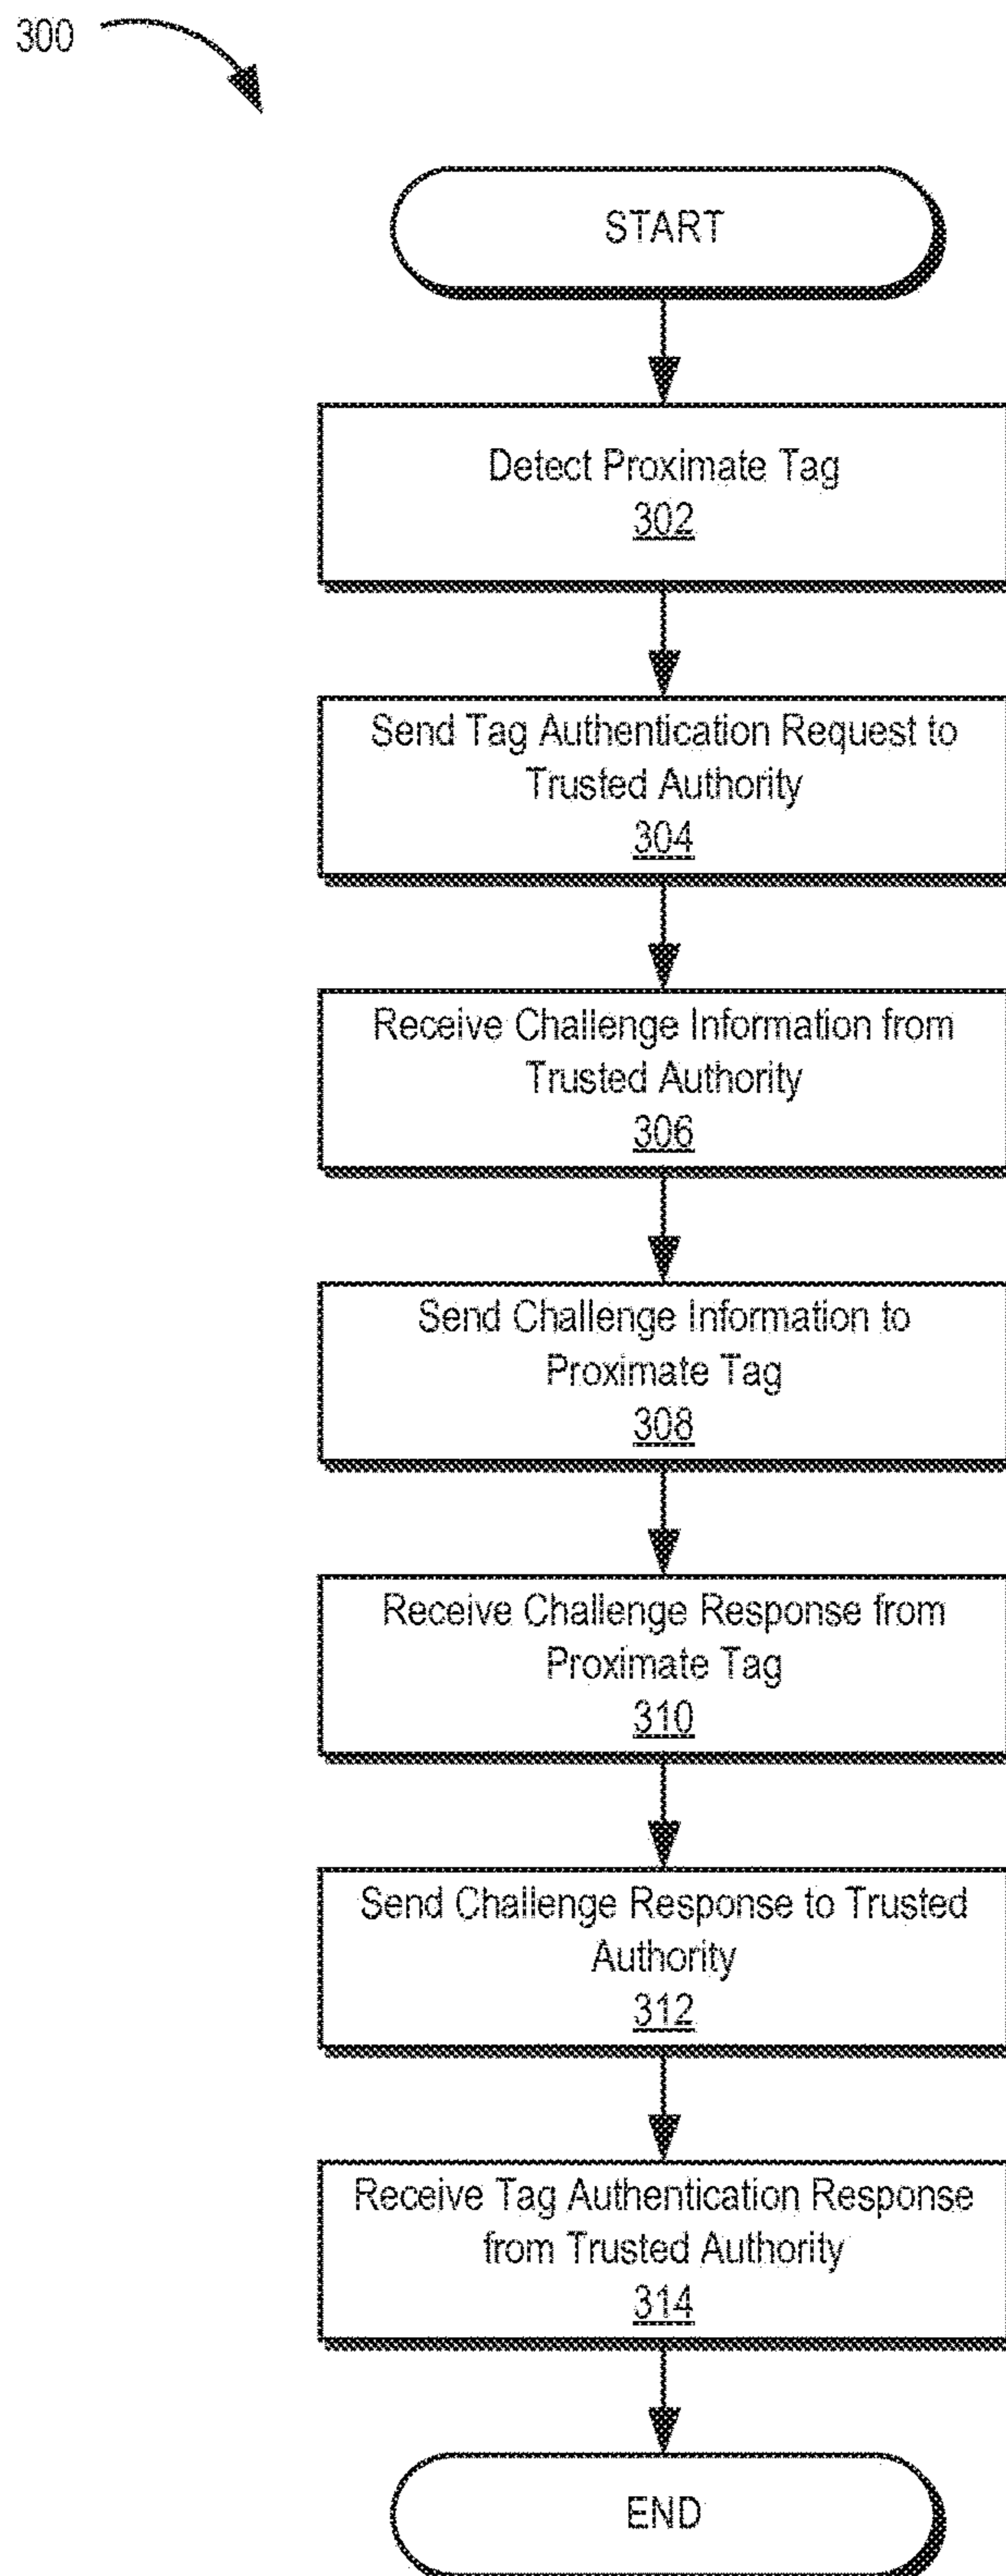 300
START
Detect Proximate Tag
302
Send Tag Authentication Request to
Trusted Authority
304
Receive Challenge Information from
Trusted Authority
306
Send Challenge Information to
Proximate Tag
308
Receive Challenge Response from
Proximate Tag
310
Send Challenge Response to Trusted
Authority
312
Receive Tag Authentication Response
from Trusted Authority
314
END